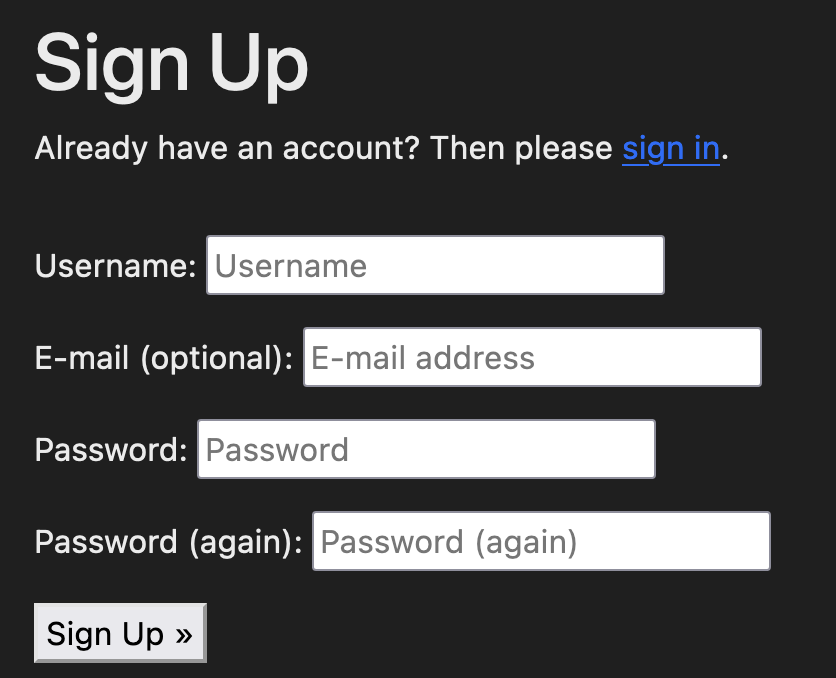 Sign Up
Already have an account? Then please sign in.
Username: Username
E-mail (optional): E-mail address
Password: Password
Password (again): Password (again)
Sign Up »